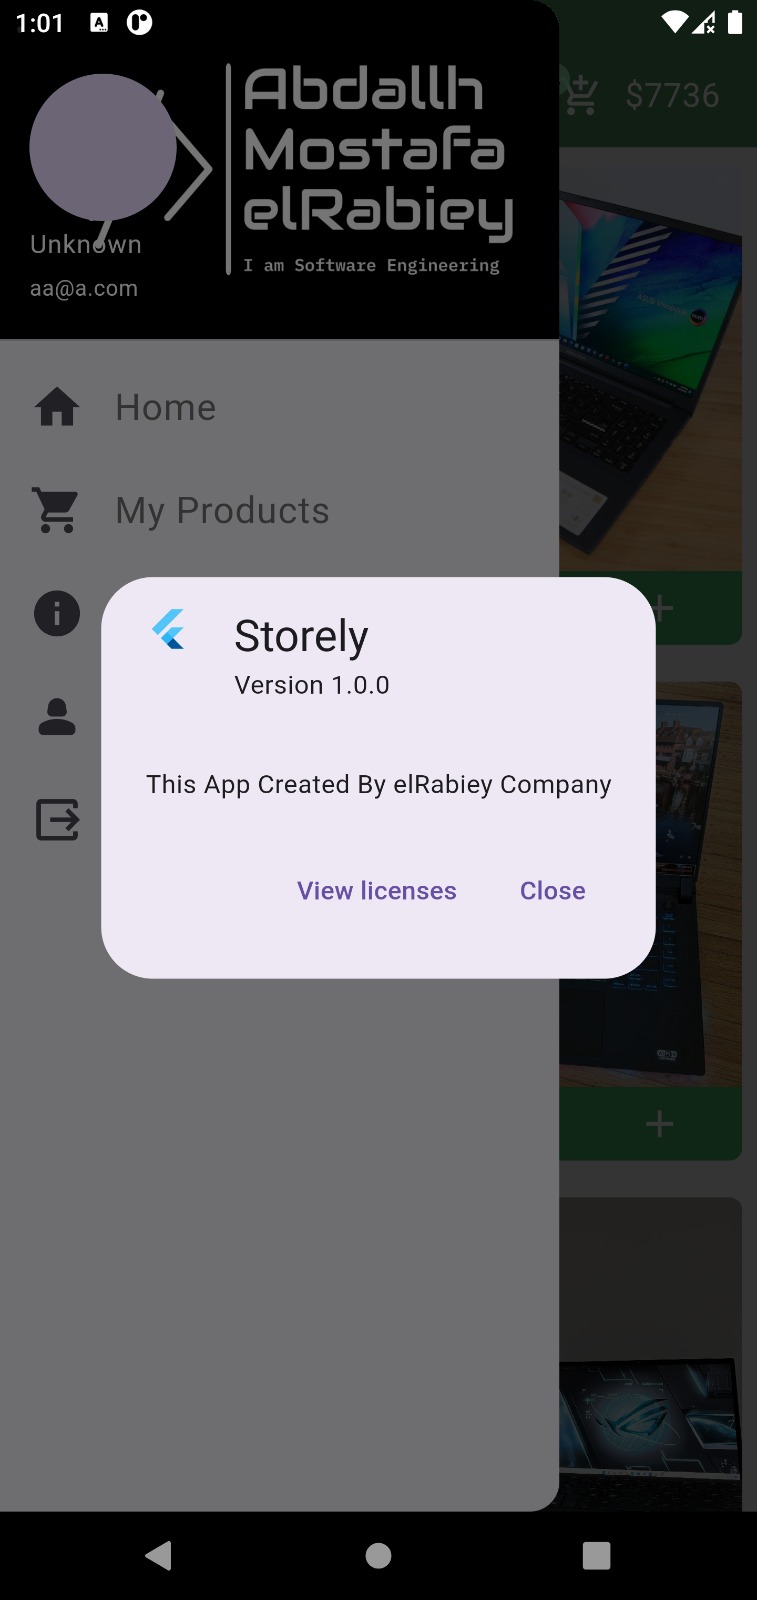 1:01
$7736
Abdallh
Mostafa
elRabiey
I am Software Engineering
Unknown
aa@a.com
Home
My Products
Storely
Version 1.0.0
This App Created By elRabiey Company
View licenses
Close